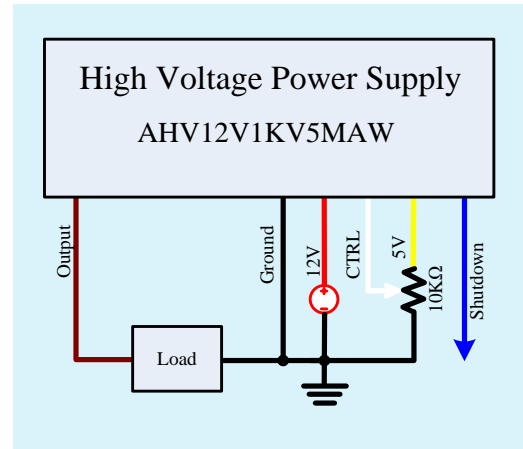 High Voltage Power Supply
AHV12V1KV5MAW
Output
Ground
12V
CTRL
5V
10KΩ
Shutdown
Load